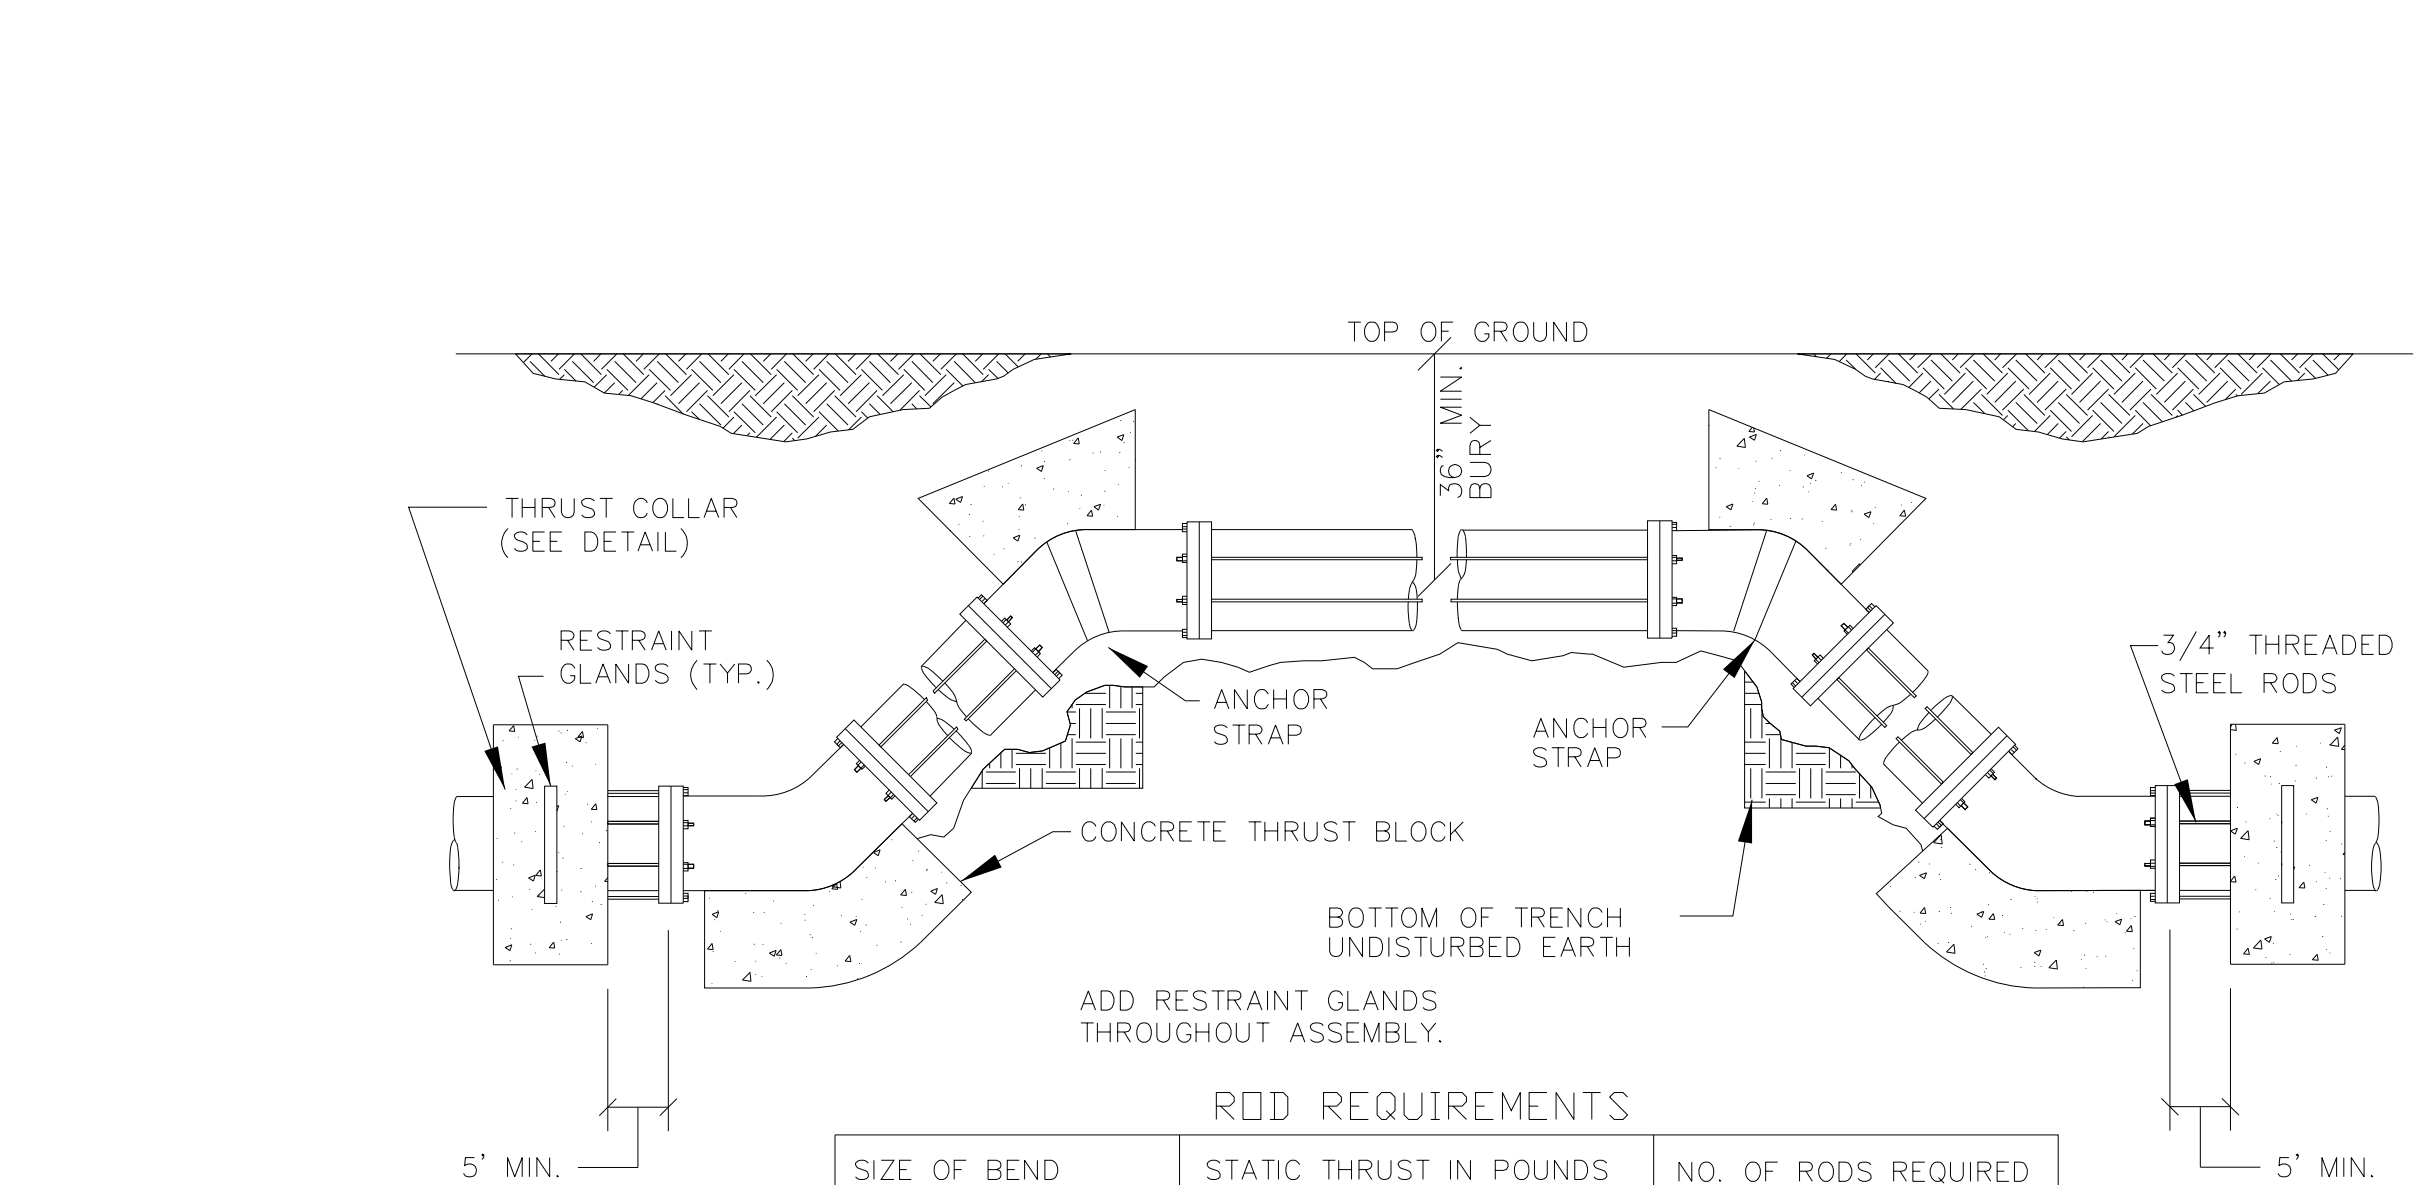 TOP OF GROUND
36" MIN.
BURY
THRUST COLLAR
(SEE DETAIL)
RESTRAINT
GLANDS (TYP.)
3/4" THREADED
STEEL RODS
ANCHOR
STRAP
ANCHOR
STRAP
CONCRETE THRUST BLOCK
BOTTOM OF TRENCH
UNDISTURBED EARTH
ADD RESTRAINT GLANDS
THROUGHOUT ASSEMBLY.
ROD REQUIREMENTS
5' MIN.
SIZE OF BEND
STATIC THRUST IN POUNDS
NO. OF RODS REQUIRED
5' MIN.